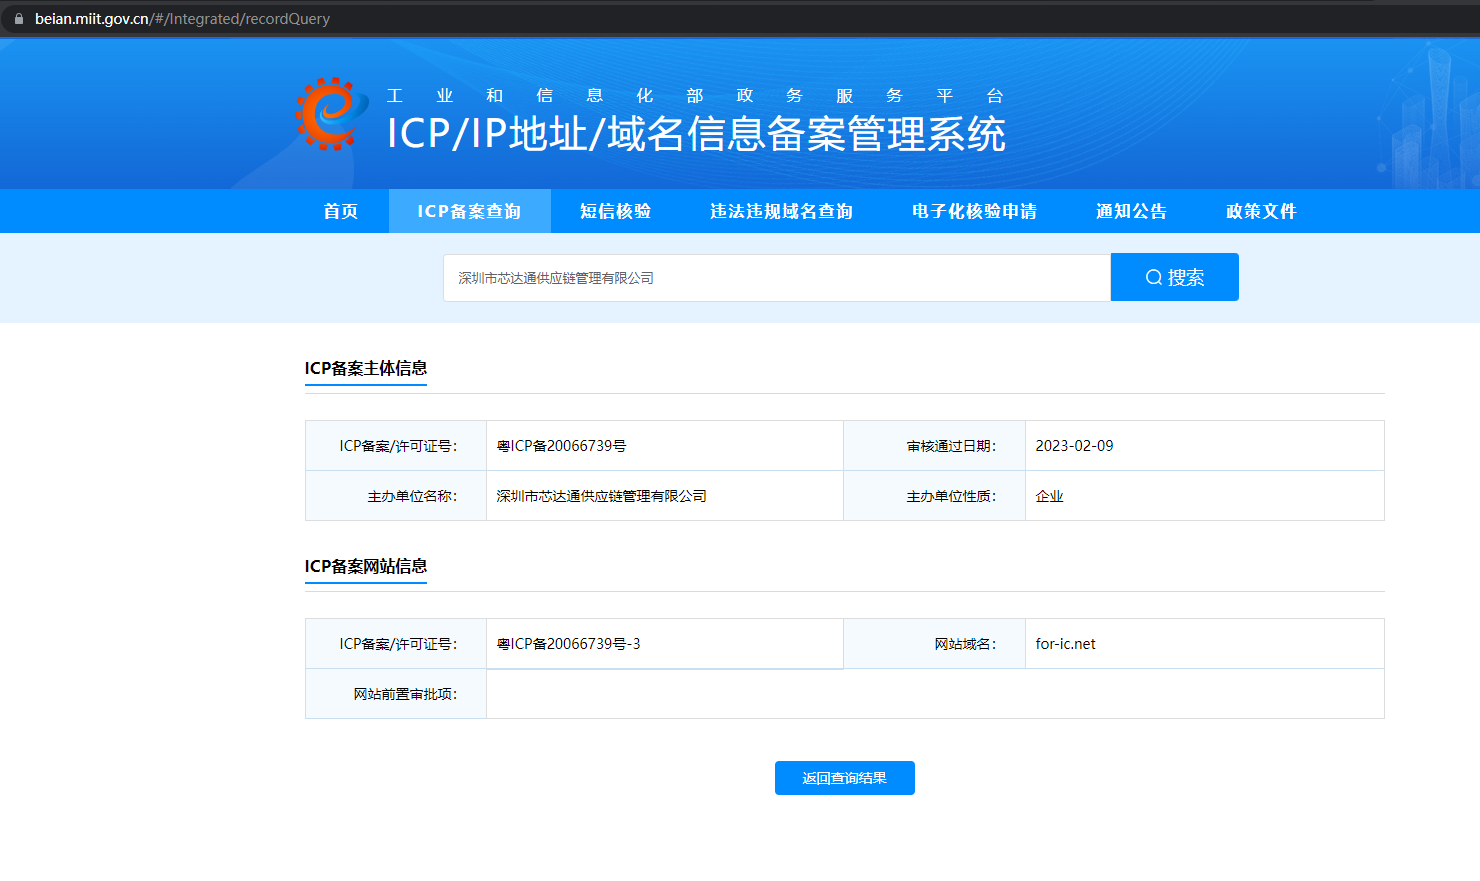 beian.miit.gov.cn/#/Integrated/recordQuery
工业和信息化部政务服务平台
ICP/IP地址/域名信息备案管理系统
首页 ICP备案查询 短信核验 违法违规域名查询 电子化核验申请 通知公告 政策文件
深圳市芯达通供应链管理有限公司 搜索
ICP备案主体信息
ICP备案/许可证号： 粤ICP备20066739号 审核通过日期： 2023-02-09
主办单位名称： 深圳市芯达通供应链管理有限公司 主办单位性质： 企业
ICP备案网站信息
ICP备案/许可证号： 粤ICP备20066739号-3 网站域名： for-ic.net
网站前置审批项：
返回查询结果